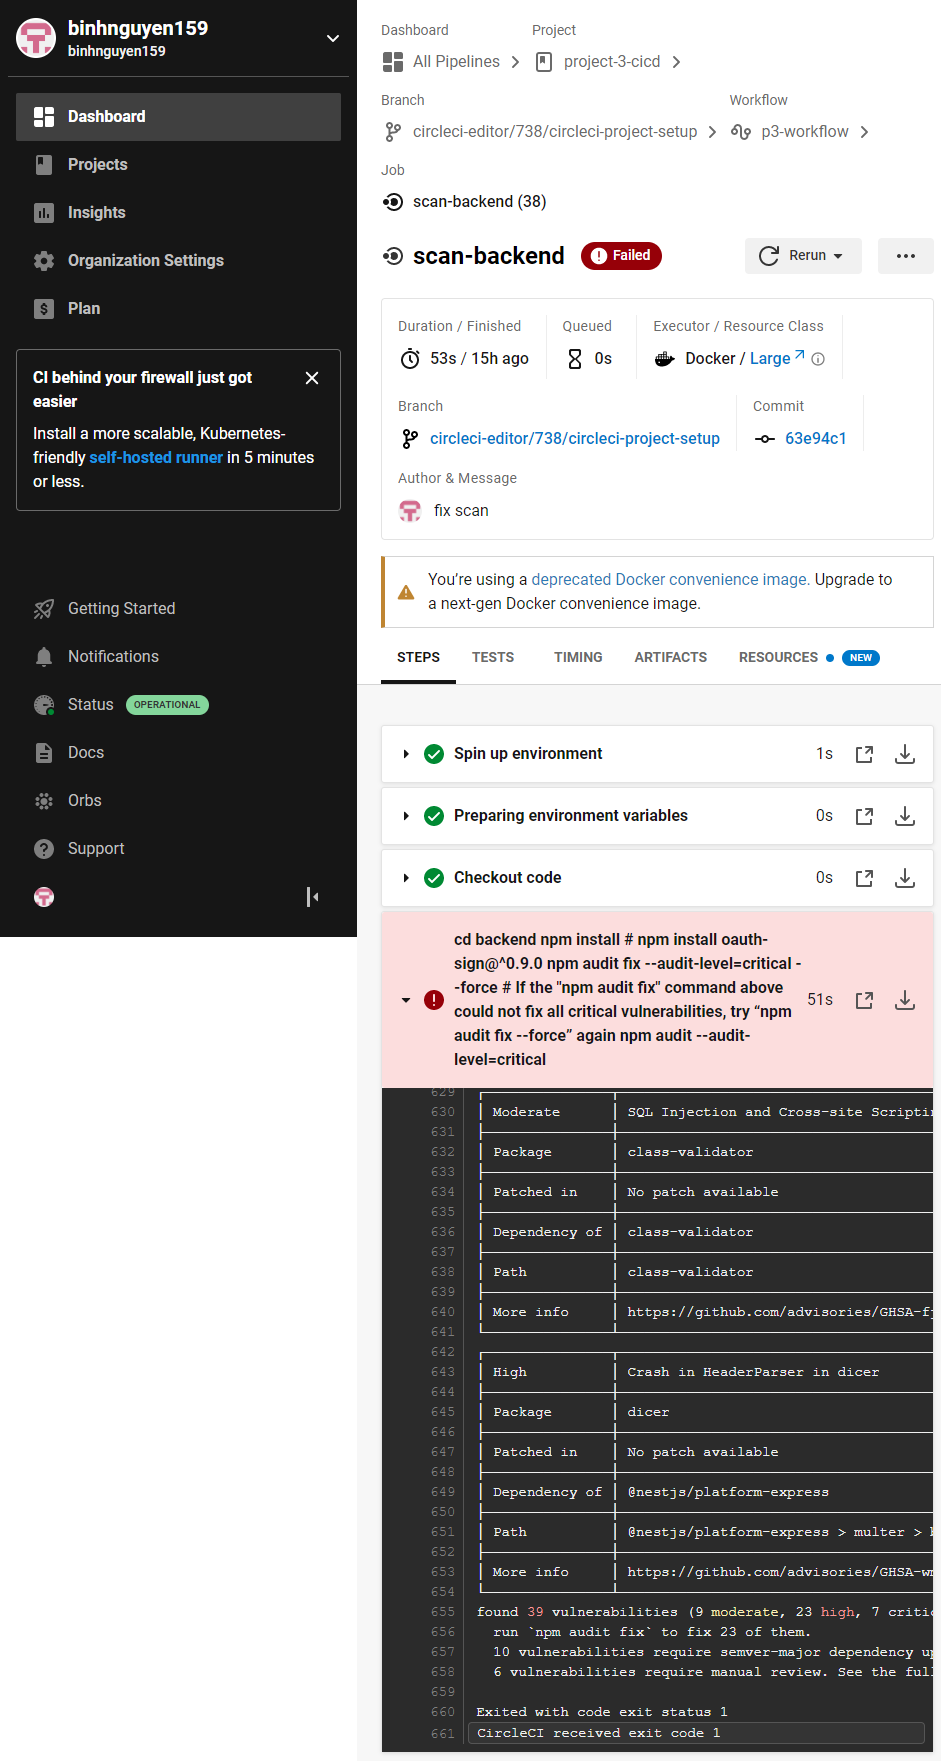 binhnguyen159
binhnguyen159
Dashboard
Projects
Insights
Organization Settings
Plan
CI behind your firewall just got
easier
Install a more scalable, Kubernetes-
friendly self-hosted runner in 5 minutes
or less.
Getting Started
Notifications
Status OPERATIONAL
Docs
Orbs
Support
Dashboard Project
All Pipelines project-3-cicd
Branch Workflow
circleci-editor/738/circleci-project-setup p3-workflow
Job
scan-backend (38)
scan-backend Failed Rerun
Duration / Finished Queued Executor / Resource Class
53s / 15h ago 0s Docker / Large
Branch Commit
circleci-editor/738/circleci-project-setup 63e94c1
Author & Message
fix scan
You’re using a deprecated Docker convenience image. Upgrade to
a next-gen Docker convenience image.
STEPS TESTS TIMING ARTIFACTS RESOURCES NEW
Spin up environment 1s
Preparing environment variables 0s
Checkout code 0s
cd backend npm install # npm install oauth-
sign@^0.9.0 npm audit fix --audit-level=critical -
-force # If the "npm audit fix" command above
could not fix all critical vulnerabilities, try “npm
audit fix --force” again npm audit --audit-
level=critical
51s
629
630 Moderate SQL Injection and Cross-site Scripti
631
632 Package class-validator
633
634 Patched in No patch available
635
636 Dependency of class-validator
637
638 Path class-validator
639
640 More info https://github.com/advisories/GHSA-f
641
642
643 High Crash in HeaderParser in dicer
644
645 Package dicer
646
647 Patched in No patch available
648
649 Dependency of @nestjs/platform-express
650
651 Path @nestjs/platform-express > multer >
652
653 More info https://github.com/advisories/GHSA-w
654
655 found 39 vulnerabilities (9 moderate, 23 high, 7 critic
656 run `npm audit fix` to fix 23 of them.
657 10 vulnerabilities require semver-major dependency up
658 6 vulnerabilities require manual review. See the full
659
660 Exited with code exit status 1
661 CircleCI received exit code 1